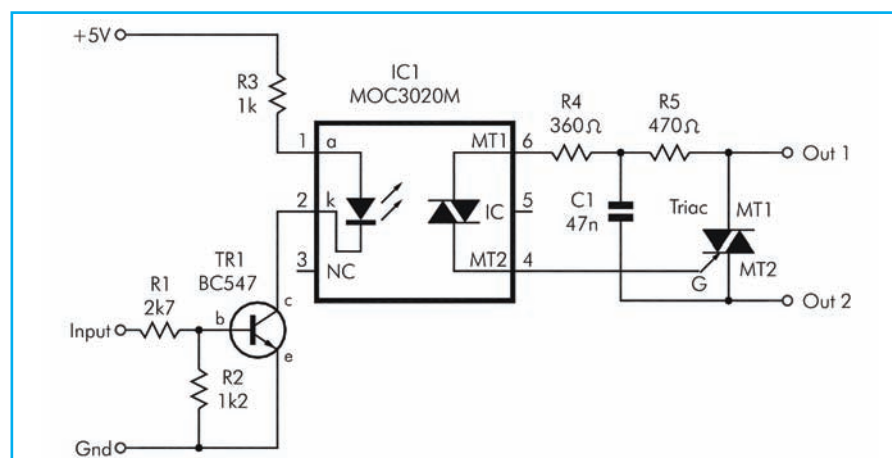 +5V
R3
1k
IC1
MOC3020M
1
a
2
k
3
NC
MT1
6
IC
5
MT2
4
R4
360Ω
R5
470Ω
C1
47n
Triac
MT1
MT2
G
Out 1
Out 2
TR1
BC547
c
b
e
R1
2k7
Input
R2
1k2
Gnd